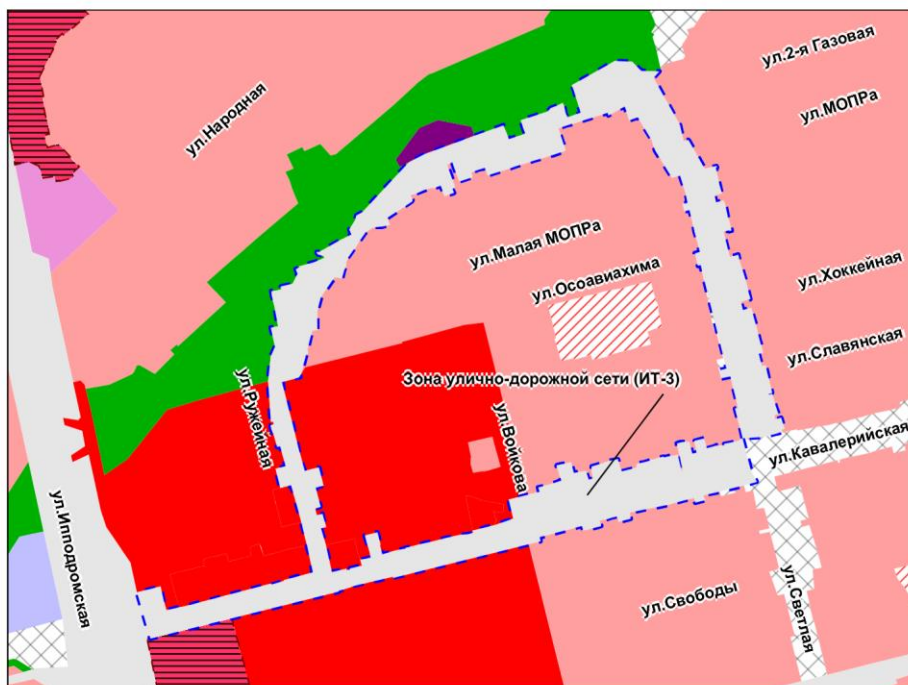 ул.2-я Газовая
ул.Народная
ул.МОПРа
ул.Малая МОПРа
ул.Хоккейная
ул.Осоавиахима
ул.Славянская
Зона улично-дорожной сети (ИТ-3)
ул.Ружейная
ул.Войкова
ул.Кавалерийская
ул.Ипподромская
ул.Свободы
ул.Светлая